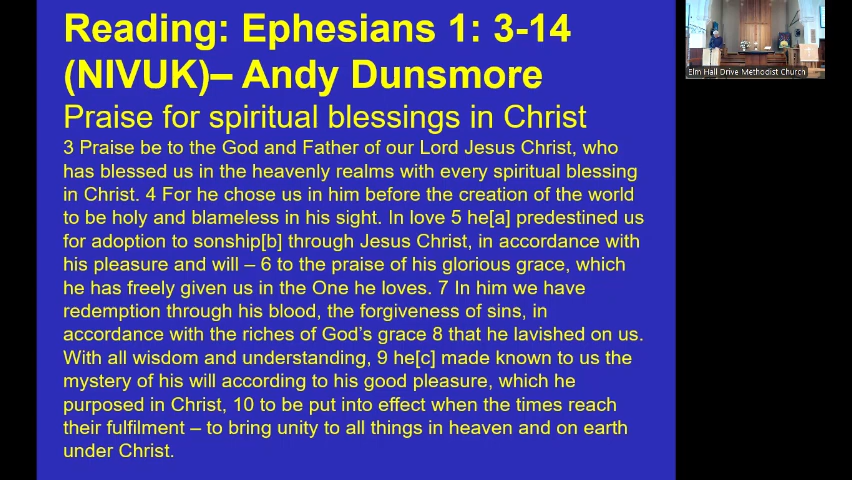 Reading: Ephesians 1: 3-14
(NIVUK)– Andy Dunsmore
Praise for spiritual blessings in Christ
3 Praise be to the God and Father of our Lord Jesus Christ, who
has blessed us in the heavenly realms with every spiritual blessing
in Christ. 4 For he chose us in him before the creation of the world
to be holy and blameless in his sight. In love 5 he[a] predestined us
for adoption to sonship[b] through Jesus Christ, in accordance with
his pleasure and will – 6 to the praise of his glorious grace, which
he has freely given us in the One he loves. 7 In him we have
redemption through his blood, the forgiveness of sins, in
accordance with the riches of God’s grace 8 that he lavished on us.
With all wisdom and understanding, 9 he[c] made known to us the
mystery of his will according to his good pleasure, which he
purposed in Christ, 10 to be put into effect when the times reach
their fulfilment – to bring unity to all things in heaven and on earth
under Christ.
Elm Hall Drive Methodist Church